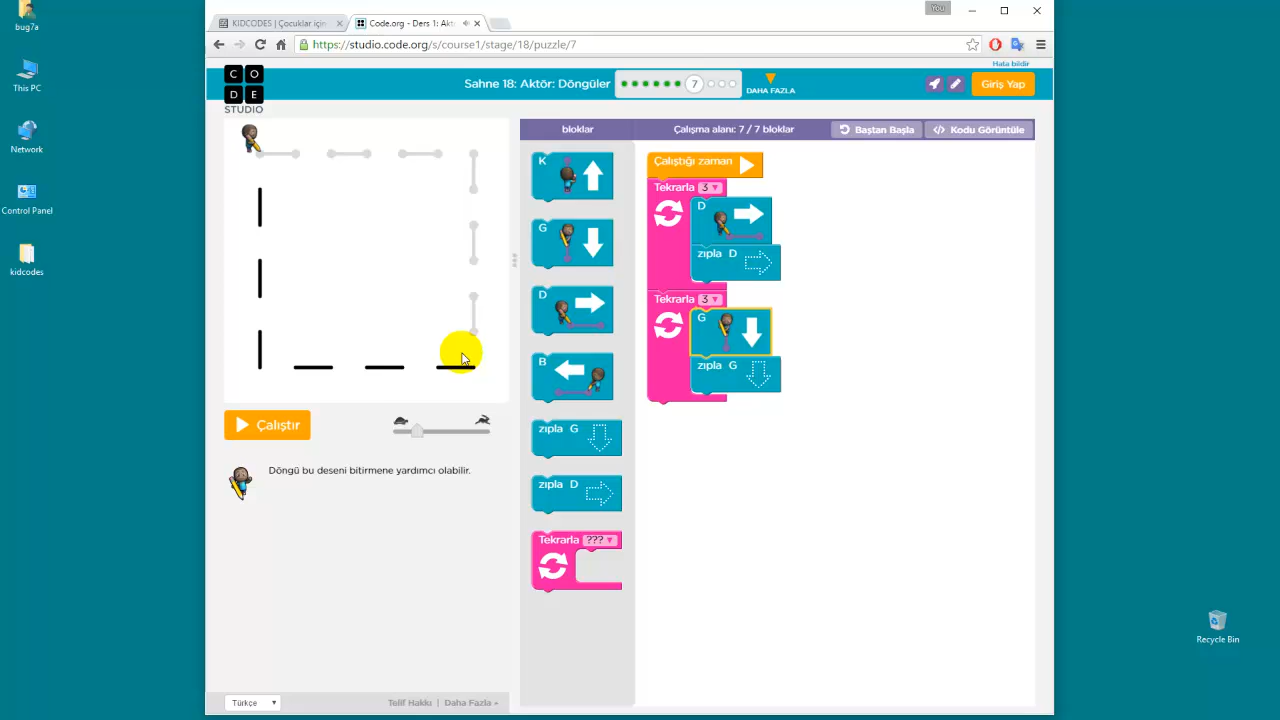 bug7a
This PC
Network
Control Panel
kidcodes
Recycle Bin
You
KIDCODES | Çocuklar için
Code.org - Ders 1: Akt
https://studio.code.org/s/course1/stage/18/puzzle/7
Hata bildir
C O
D E
STUDIO
Sahne 18: Aktör: Döngüler
7
DAHA FAZLA
Giriş Yap
bloklar
Çalışma alanı: 7 / 7 bloklar
Baştan Başla
Kodu Görüntüle
K
G
D
B
zıpla G
zıpla D
Tekrarla ???
Çalıştığı zaman
Tekrarla 3
D
zıpla D
Tekrarla 3
G
zıpla G
Çalıştır
Döngü bu deseni bitirmene yardımcı olabilir.
Türkçe
Telif Hakkı | Daha Fazla